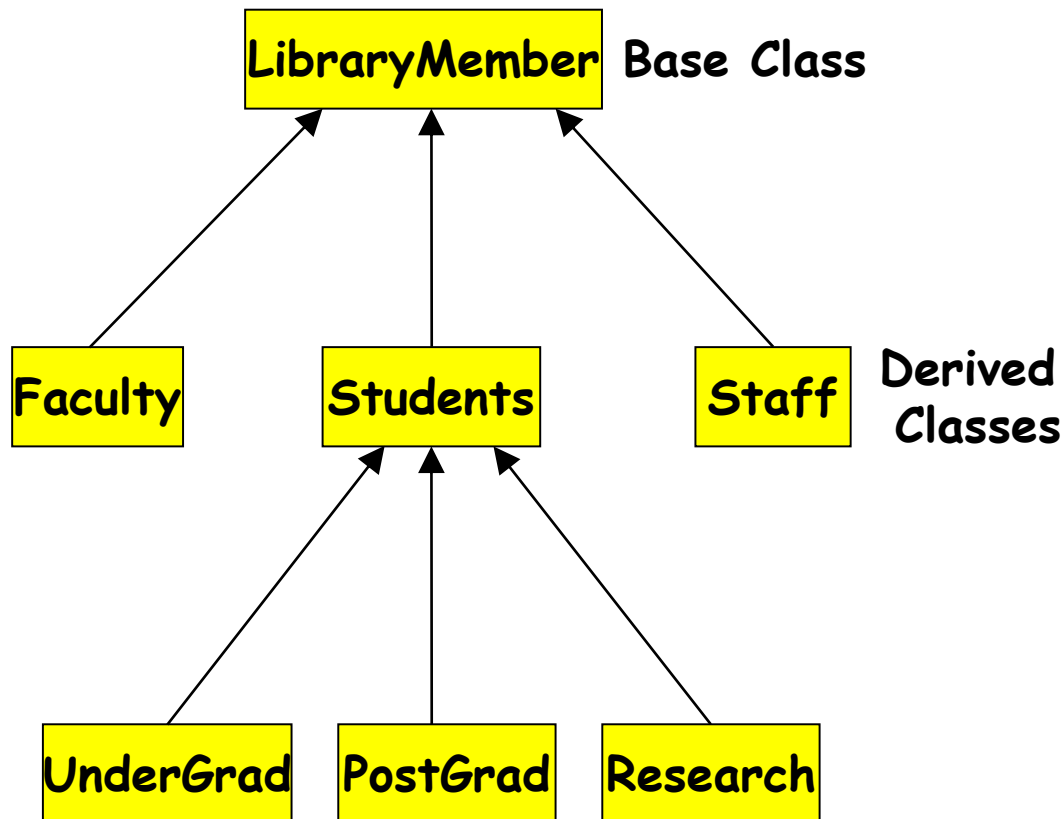 LibraryMember Base Class
Faculty Students Staff Derived
Classes
UnderGrad PostGrad Research